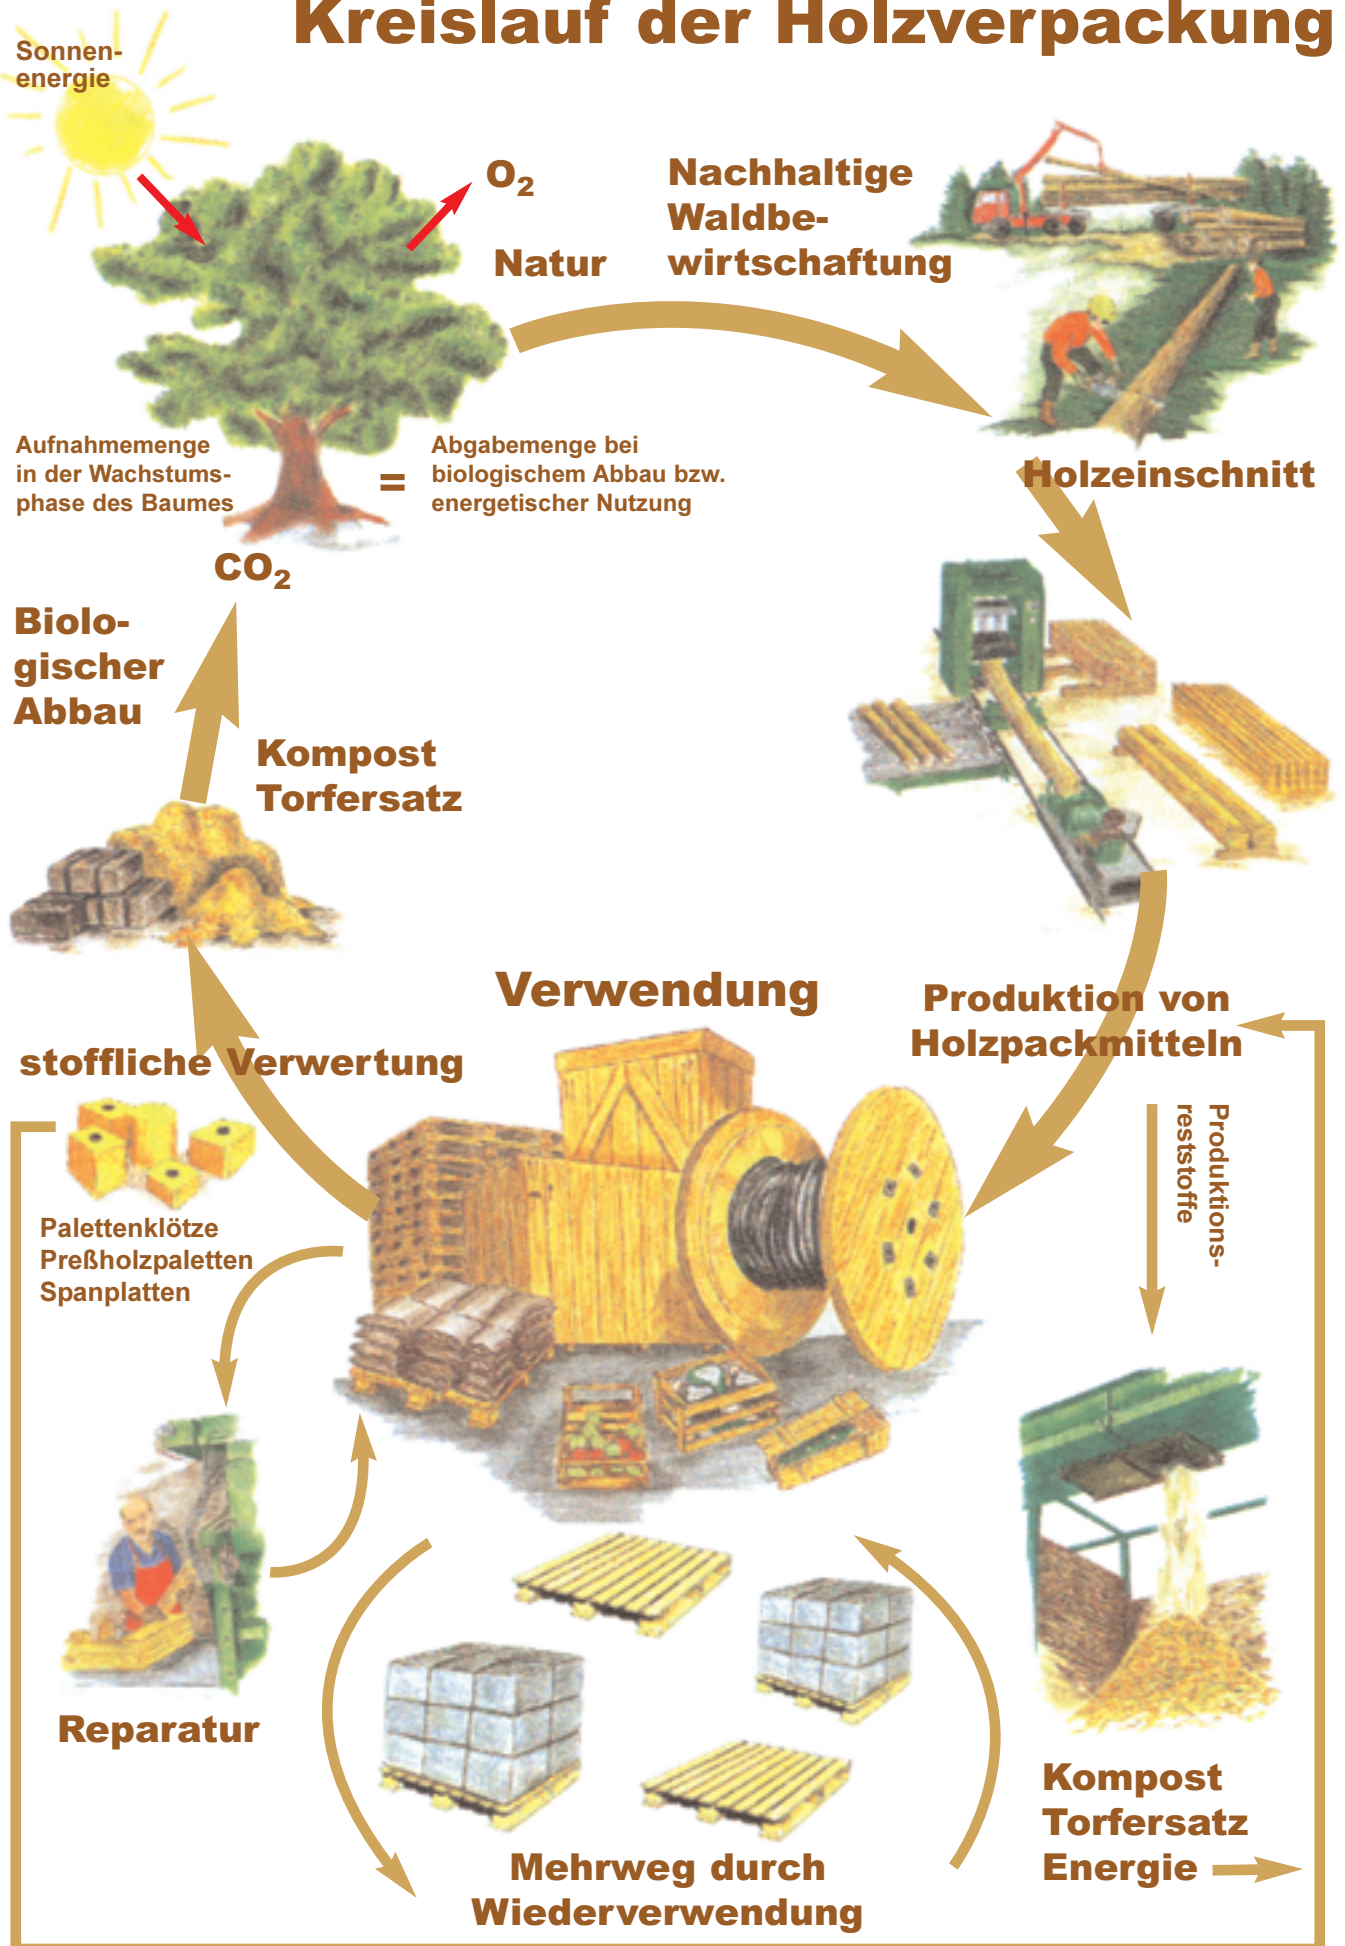 Kreislauf der Holzverpackung
Sonnen-
energie
O₂
Natur
Nachhaltige
Waldbe-
wirtschaftung
Aufnahmemenge
in der Wachstums-
phase des Baumes
=
Abgabemenge bei
biologischem Abbau bzw.
energetischer Nutzung
CO₂
Holzeinschnitt
Biolo-
gischer
Abbau
Kompost
Torfersatz
Verwendung
Produktion von
Holzpackmitteln
stoffliche Verwertung
Produktions-
reststoffe
Palettenklötze
Preßholzpaletten
Spanplatten
Reparatur
Mehrweg durch
Wiederverwendung
Kompost
Torfersatz
Energie